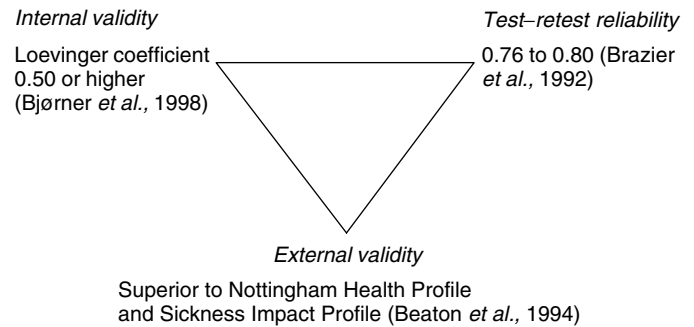 Internal validity
Loevinger coefficient
0.50 or higher
(Bjørner et al., 1998)
Test–retest reliability
0.76 to 0.80 (Brazier
et al., 1992)
External validity
Superior to Nottingham Health Profile
and Sickness Impact Profile (Beaton et al., 1994)